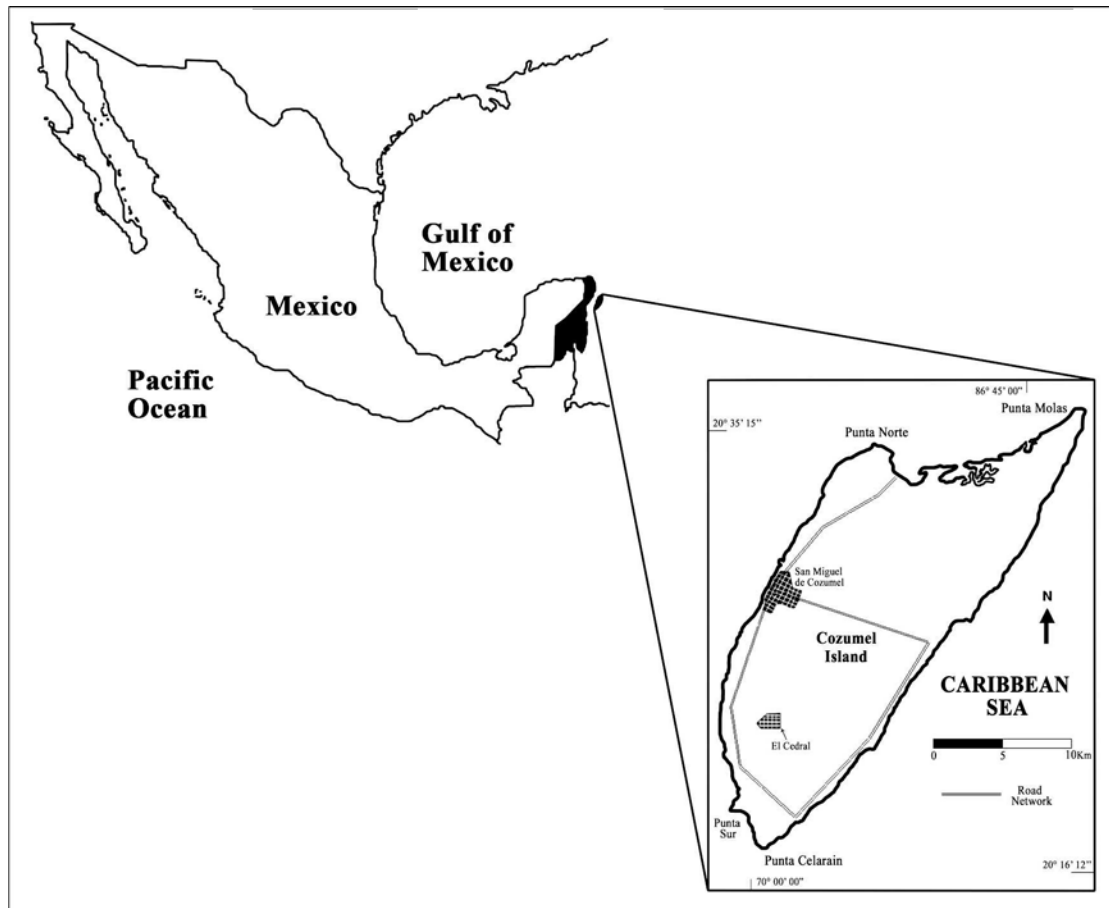 Gulf of
Mexico
Mexico
Pacific
Ocean
86° 45' 00"
Punta Molas
20° 35' 15"
Punta Norte
San Miguel
de Cozumel
N
Cozumel
Island
CARIBBEAN
SEA
El Cedral
0 5 10Km
Road
Network
Punta
Sur
Punta Celarain
20° 16' 12"
70° 00' 00"